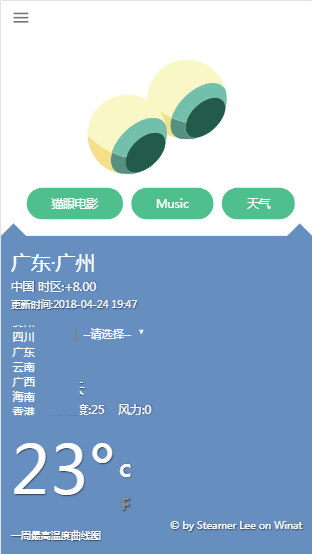 猫眼电影 Music 天气
广东·广州
中国 时区:+8.00
更新时间:2018-04-24 19:47
四川 --请选择--
广东
云南
广西
海南
香港 度:25 风力:0
23°C
F
© by Steamer Lee on Winat
一周最高温度曲线图